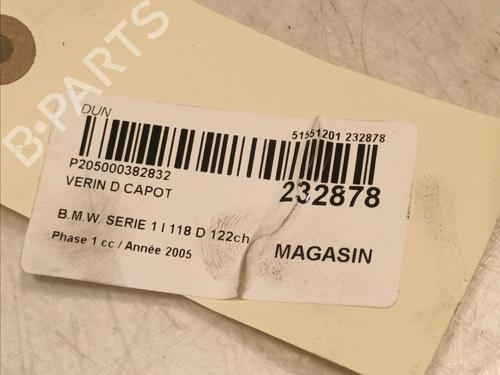 B-PARTS
DUN
51551201 232878
P205000382832
VERIN D CAPOT
232878
B.M.W. SERIE 1 I 118 D 122ch
Phase 1 cc / Année 2005
MAGASIN